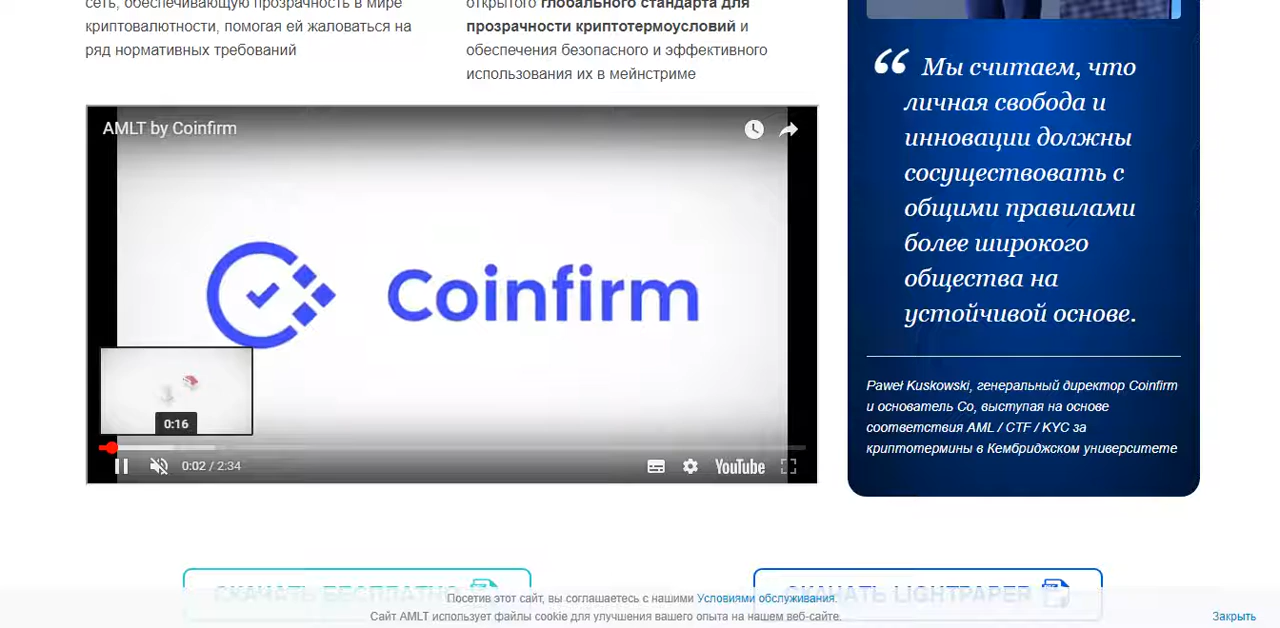 сеть, обеспечивающую прозрачность в мире
криптовалютности, помогая ей жаловаться на
ряд нормативных требований
открытого глобального стандарта для
прозрачности криптотермоусловий и
обеспечения безопасного и эффективного
использования их в мейнстриме
AMLT by Coinfirm
Coinfirm
0:16
0:02 / 2:34
YouTube
“ Мы считаем, что
личная свобода и
инновации должны
сосуществовать с
общими правилами
более широкого
общества на
устойчивой основе.
Paweł Kuskowski, генеральный директор Coinfirm
и основатель Co, выступая на основе
соответствия AML / CTF / KYC за
криптотермины в Кембриджском университете
СКАЧАТЬ БЕСПЛАТНО
СКАЧАТЬ LIGHTPAPER
Посетив этот сайт, вы соглашаетесь с нашими Условиями обслуживания.
Сайт AMLT использует файлы cookie для улучшения вашего опыта на нашем веб-сайте.
Закрыть